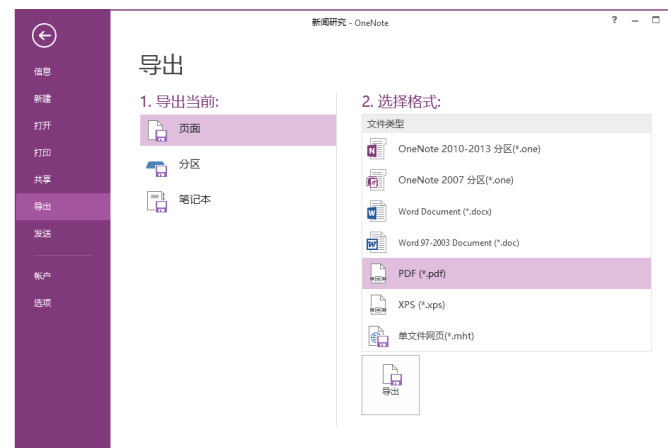 新闻研究 - OneNote
?
信息
新建
打开
打印
共享
导出
发送
帐户
选项
导出
1. 导出当前:
页面
分区
笔记本
2. 选择格式:
文件类型
OneNote 2010-2013 分区(*.one)
OneNote 2007 分区(*.one)
Word Document (*.docx)
Word 97-2003 Document (*.doc)
PDF (*.pdf)
XPS (*.xps)
单文件网页(*.mht)
导出